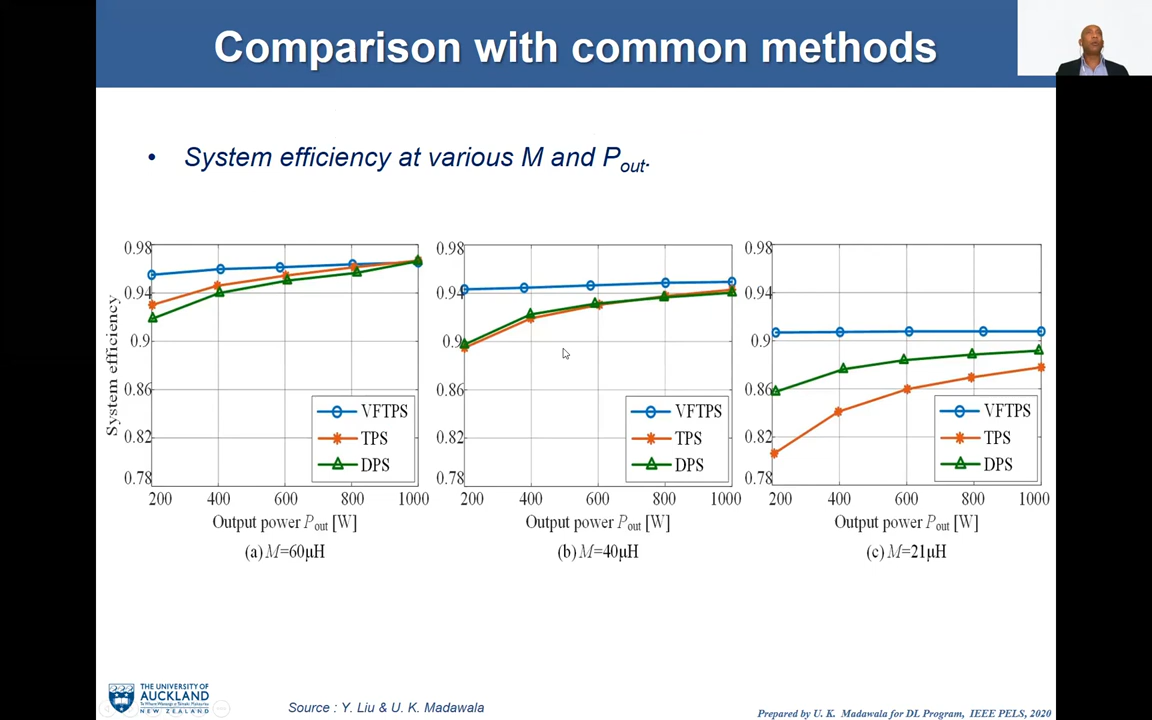 Comparison with common methods
• System efficiency at various M and Pout.
System efficiency
0.98
0.94
0.9
0.86
0.82
0.78
VFTPS
TPS
DPS
200 400 600 800 1000
Output power Pout [W]
(a) M=60μH
0.98
0.94
0.9
0.86
0.82
0.78
VFTPS
TPS
DPS
200 400 600 800 1000
Output power Pout [W]
(b) M=40μH
0.98
0.94
0.9
0.86
0.82
0.78
VFTPS
TPS
DPS
200 400 600 800 1000
Output power Pout [W]
(c) M=21μH
THE UNIVERSITY OF
AUCKLAND
NEW ZEALAND
Source : Y. Liu & U. K. Madawala
Prepared by U. K. Madawala for DL Program, IEEE PELS, 2020